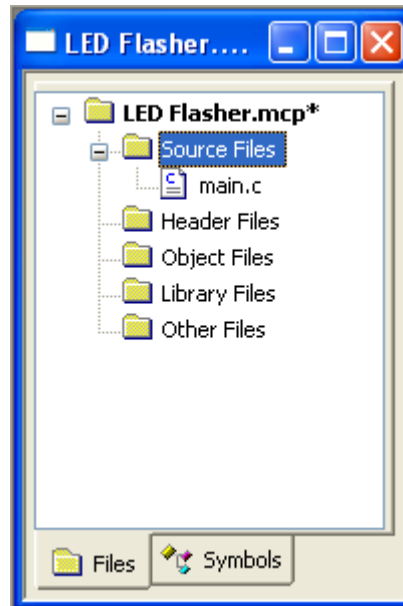 LED Flasher....
LED Flasher.mcp*
Source Files
main.c
Header Files
Object Files
Library Files
Other Files
Files Symbols